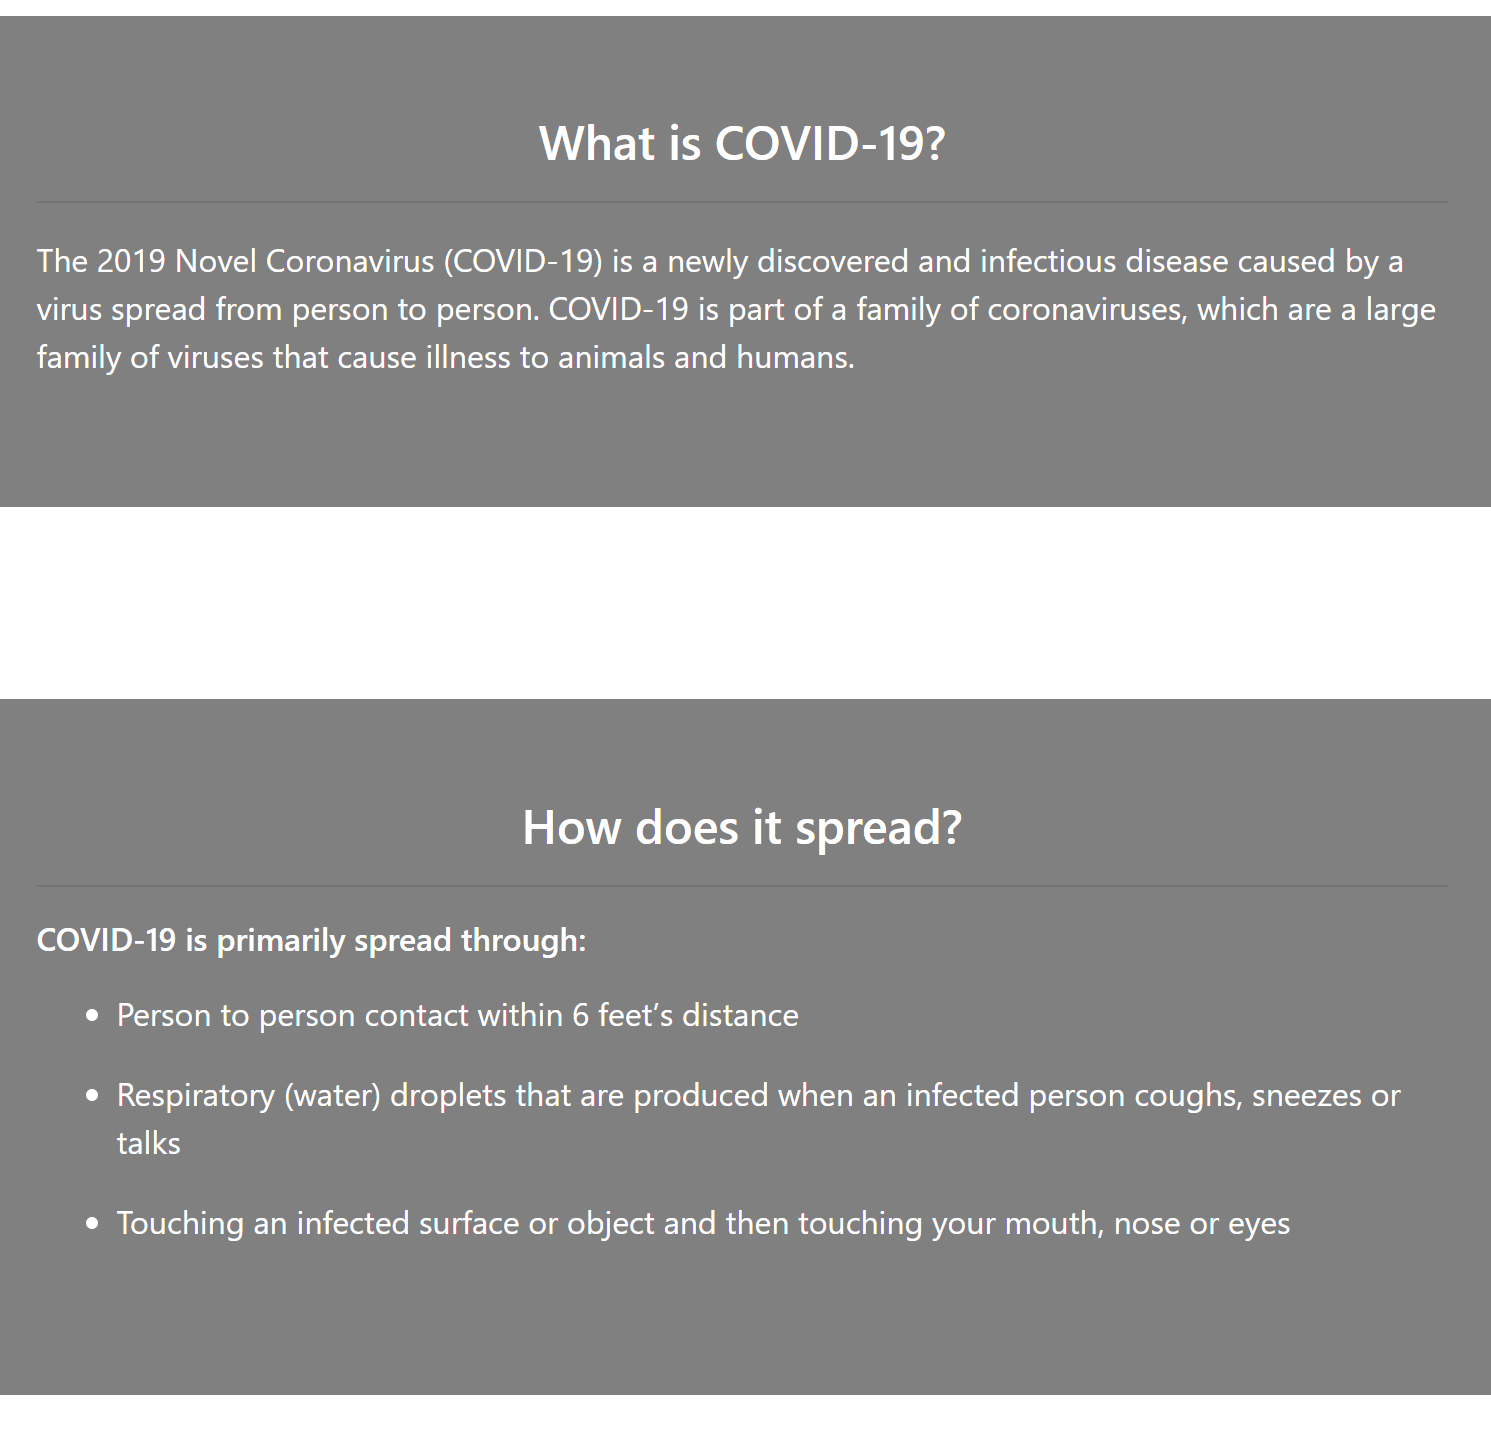 What is COVID-19?
The 2019 Novel Coronavirus (COVID-19) is a newly discovered and infectious disease caused by a
virus spread from person to person. COVID-19 is part of a family of coronaviruses, which are a large
family of viruses that cause illness to animals and humans.
How does it spread?
COVID-19 is primarily spread through:
• Person to person contact within 6 feet’s distance
• Respiratory (water) droplets that are produced when an infected person coughs, sneezes or
talks
• Touching an infected surface or object and then touching your mouth, nose or eyes